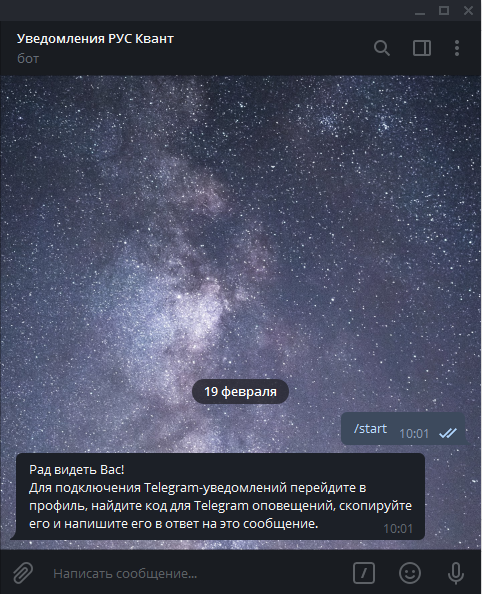 Уведомления РУС Квант
бот
19 февраля
/start 10:01
Рад видеть Вас!
Для подключения Telegram-уведомлений перейдите в
профиль, найдите код для Telegram оповещений, скопируйте
его и напишите его в ответ на это сообщение. 10:01
Написать сообщение...